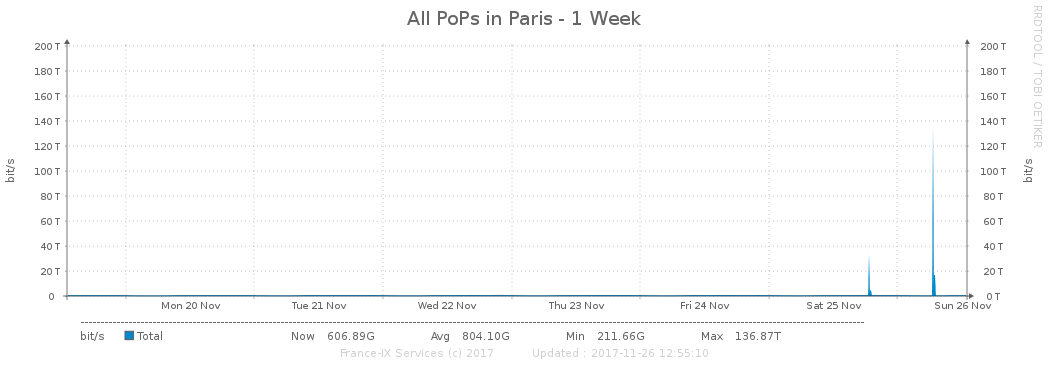 All PoPs in Paris - 1 Week
RRDTOOL / TOBI OETIKER
bit/s
200 T
180 T
160 T
140 T
120 T
100 T
80 T
60 T
40 T
20 T
0
200 T
180 T
160 T
140 T
120 T
100 T
80 T
60 T
40 T
20 T
0 T
bit/s
Mon 20 Nov Tue 21 Nov Wed 22 Nov Thu 23 Nov Fri 24 Nov Sat 25 Nov Sun 26 Nov
bit/s Total Now 606.89G Avg 804.10G Min 211.66G Max 136.87T
France-IX Services (c) 2017 Updated : 2017-11-26 12:55:10